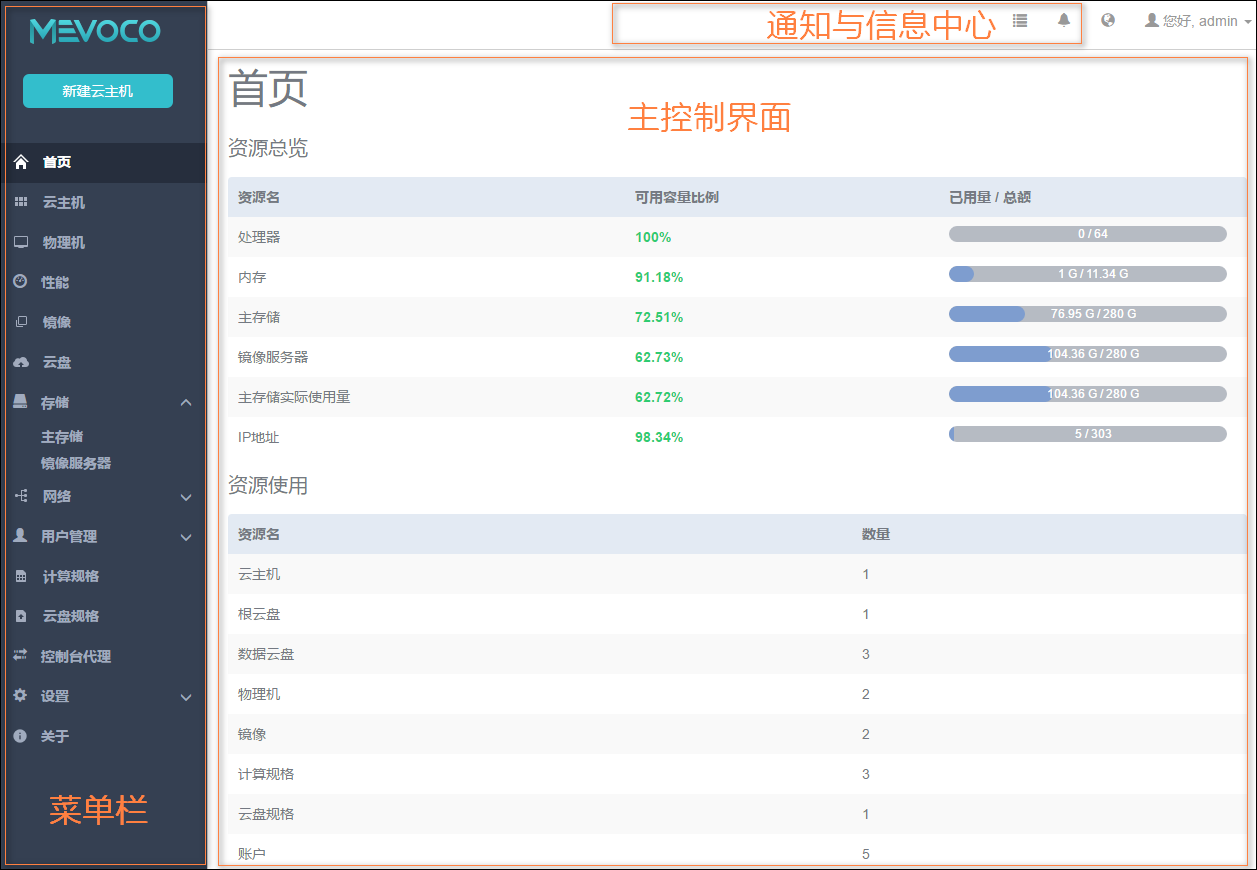 MEVOCO
新建云主机
首页
云主机
物理机
性能
镜像
云盘
存储
主存储
镜像服务器
网络
用户管理
计算规格
云盘规格
控制台代理
设置
关于
菜单栏
通知与信息中心
您好, admin
首页
主控制界面
资源总览
资源名 可用容量比例 已用量 / 总额
处理器 100% 0 / 64
内存 91.18% 1 G / 11.34 G
主存储 72.51% 76.95 G / 280 G
镜像服务器 62.73% 104.36 G / 280 G
主存储实际使用量 62.72% 104.36 G / 280 G
IP地址 98.34% 5 / 303
资源使用
资源名 数量
云主机 1
根云盘 1
数据云盘 3
物理机 2
镜像 2
计算规格 3
云盘规格 1
账户 5